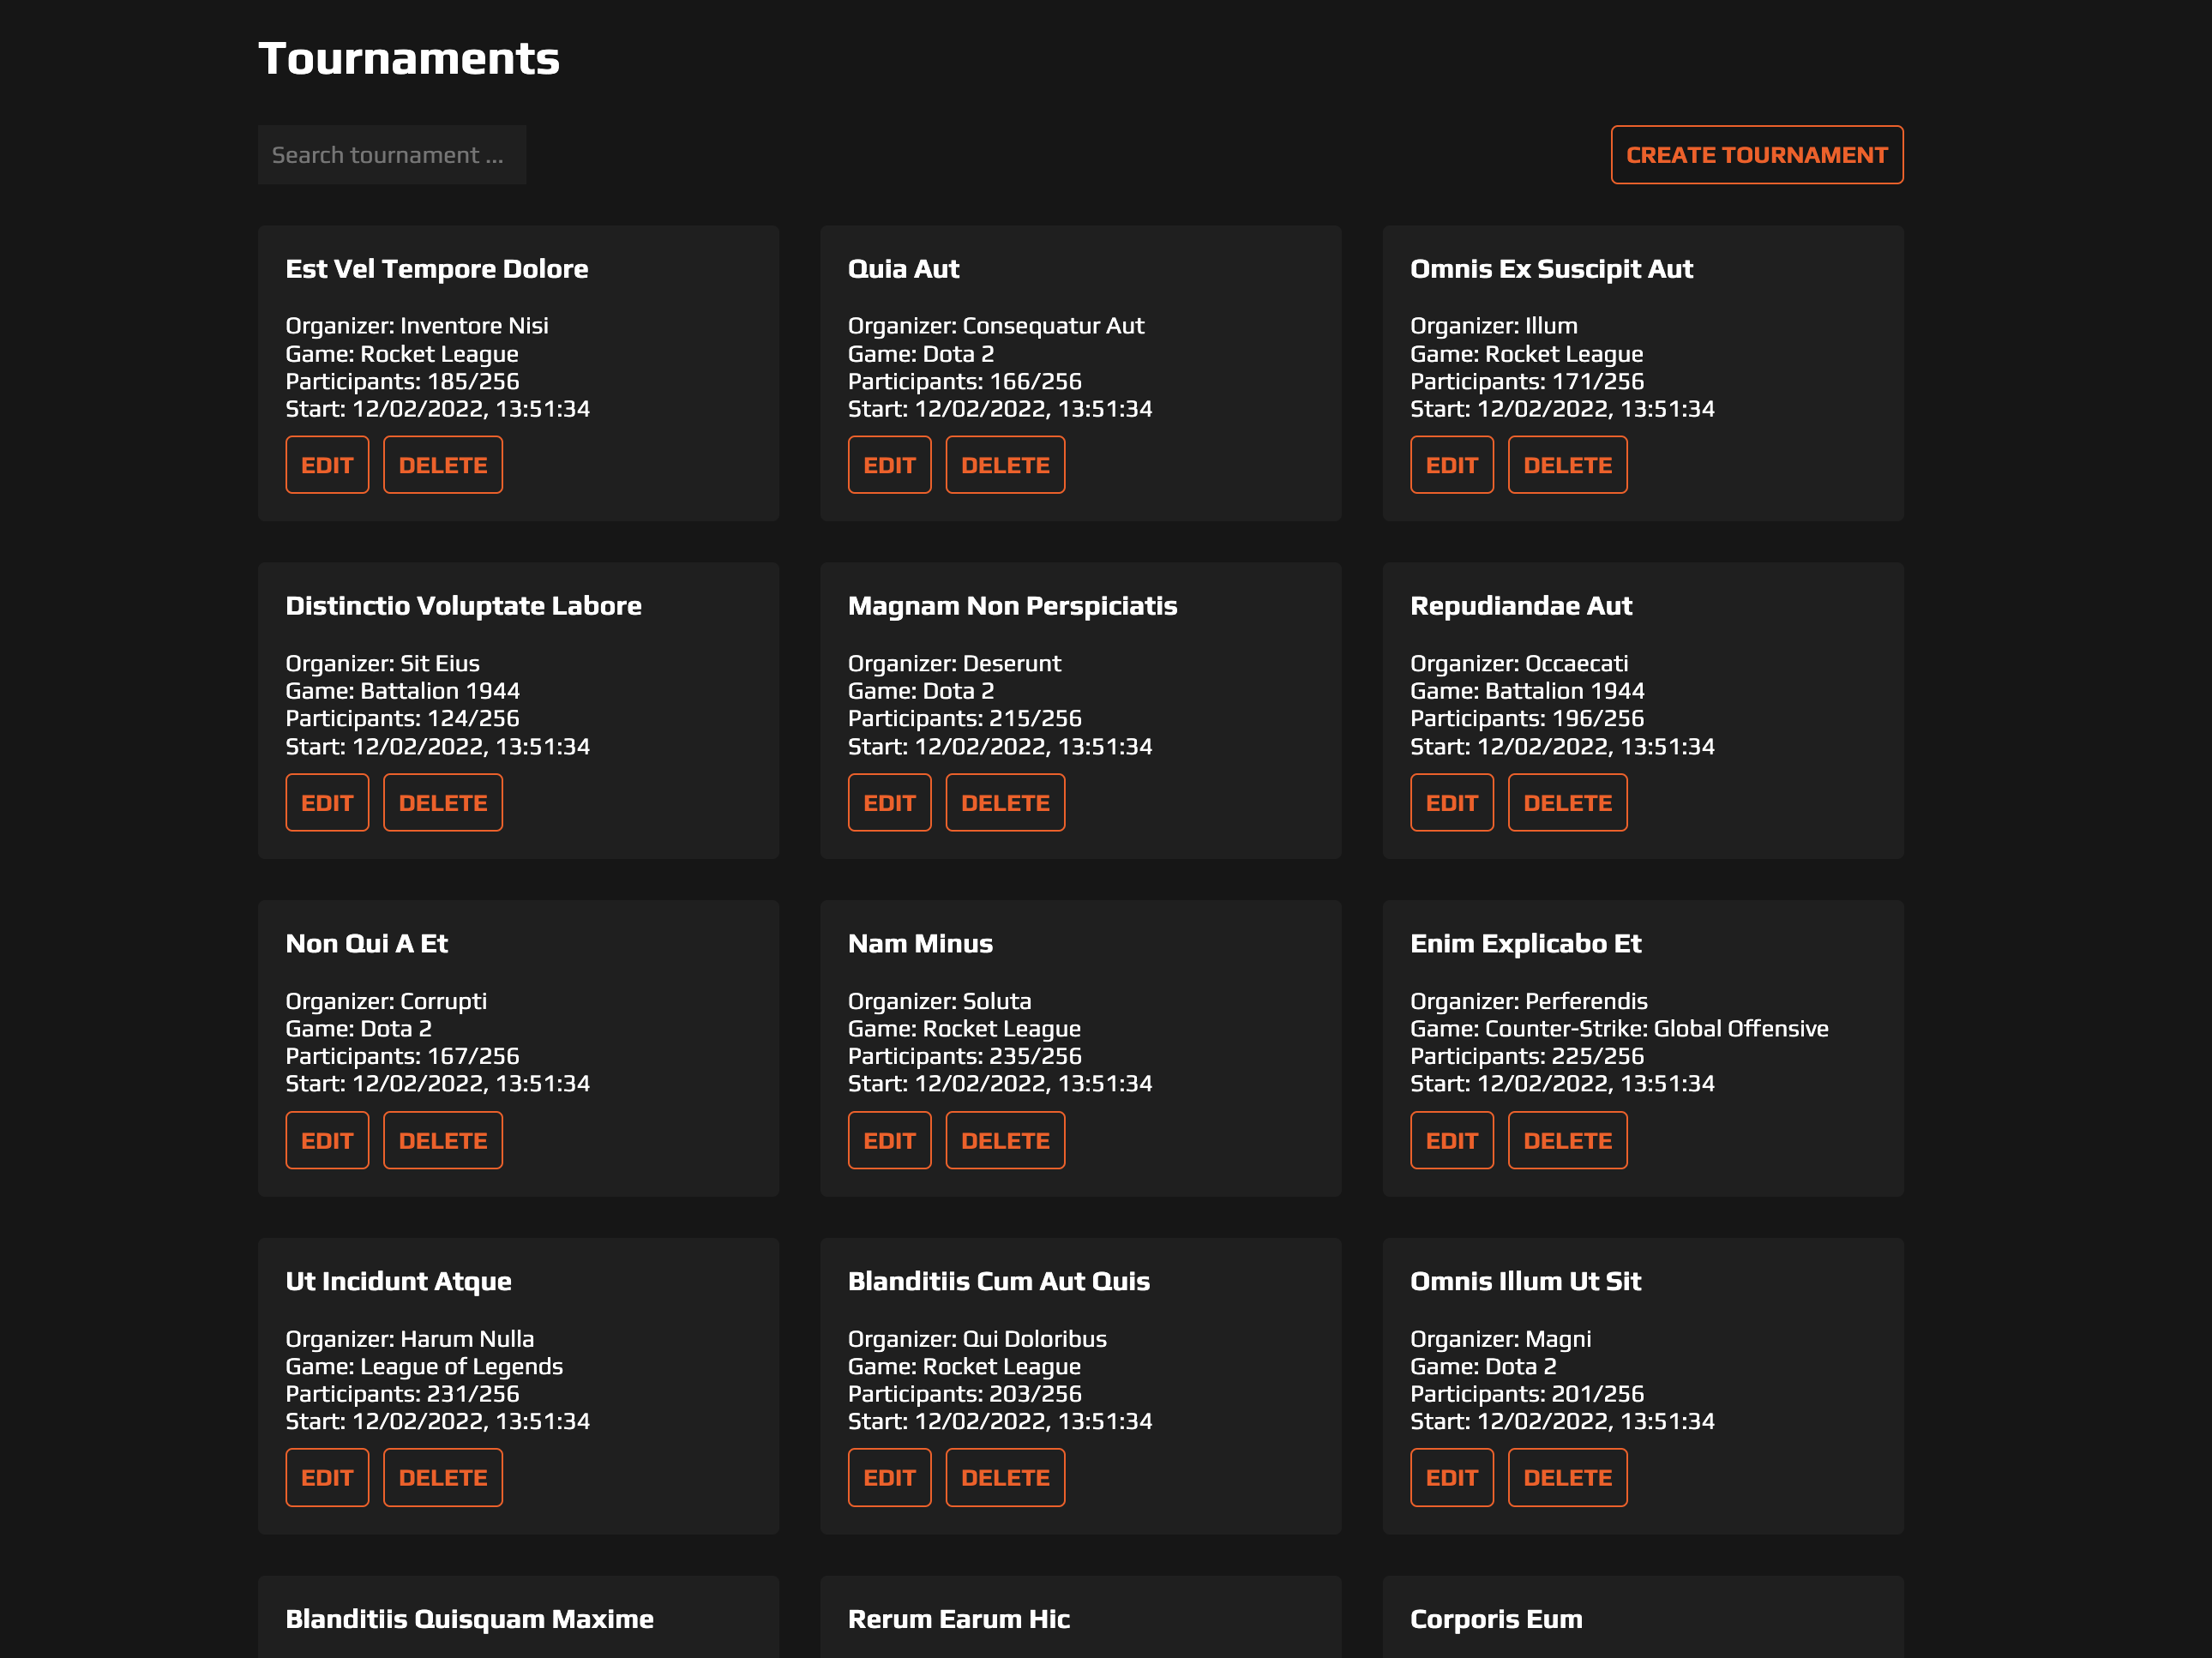 Tournaments
Search tournament ...
CREATE TOURNAMENT
Est Vel Tempore Dolore
Organizer: Inventore Nisi
Game: Rocket League
Participants: 185/256
Start: 12/02/2022, 13:51:34
EDIT DELETE
Quia Aut
Organizer: Consequatur Aut
Game: Dota 2
Participants: 166/256
Start: 12/02/2022, 13:51:34
EDIT DELETE
Omnis Ex Suscipit Aut
Organizer: Illum
Game: Rocket League
Participants: 171/256
Start: 12/02/2022, 13:51:34
EDIT DELETE
Distinctio Voluptate Labore
Organizer: Sit Eius
Game: Battalion 1944
Participants: 124/256
Start: 12/02/2022, 13:51:34
EDIT DELETE
Magnam Non Perspiciatis
Organizer: Deserunt
Game: Dota 2
Participants: 215/256
Start: 12/02/2022, 13:51:34
EDIT DELETE
Repudiandae Aut
Organizer: Occaecati
Game: Battalion 1944
Participants: 196/256
Start: 12/02/2022, 13:51:34
EDIT DELETE
Non Qui A Et
Organizer: Corrupti
Game: Dota 2
Participants: 167/256
Start: 12/02/2022, 13:51:34
EDIT DELETE
Nam Minus
Organizer: Soluta
Game: Rocket League
Participants: 235/256
Start: 12/02/2022, 13:51:34
EDIT DELETE
Enim Explicabo Et
Organizer: Perferendis
Game: Counter-Strike: Global Offensive
Participants: 225/256
Start: 12/02/2022, 13:51:34
EDIT DELETE
Ut Incidunt Atque
Organizer: Harum Nulla
Game: League of Legends
Participants: 231/256
Start: 12/02/2022, 13:51:34
EDIT DELETE
Blanditiis Cum Aut Quis
Organizer: Qui Doloribus
Game: Rocket League
Participants: 203/256
Start: 12/02/2022, 13:51:34
EDIT DELETE
Omnis Illum Ut Sit
Organizer: Magni
Game: Dota 2
Participants: 201/256
Start: 12/02/2022, 13:51:34
EDIT DELETE
Blanditiis Quisquam Maxime
Rerum Earum Hic
Corporis Eum